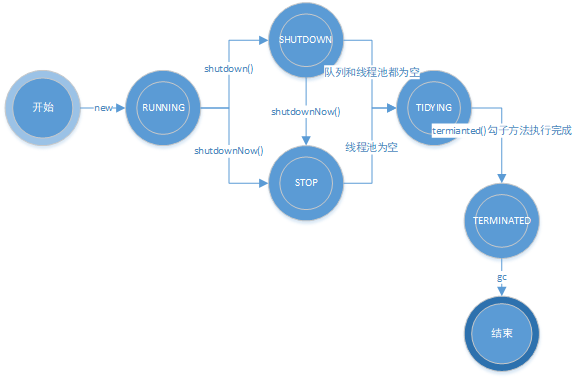 SHUTDOWN
shutdown()
队列和线程池都为空
开始
new
RUNNING
shutdownNow()
TIDYING
termianted()勾子方法执行完成
shutdownNow()
线程池为空
STOP
TERMINATED
gc
结束